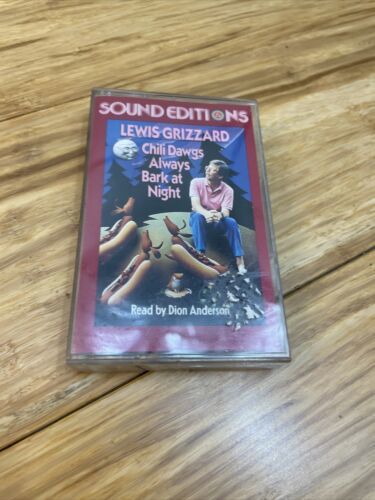 SOUND EDITIONS
LEWIS GRIZZARD
Chili Dawgs
Always
Bark at
Night
Read by Dion Anderson